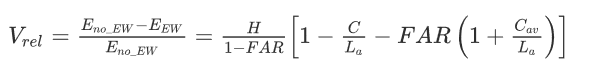 $V_{rel} = \frac{E_{no\_EW} - E_{EW}}{E_{no\_EW}} = \frac{H}{1-FAR} \left[ 1 - \frac{C}{L_a} - FAR \left( 1 + \frac{C_{av}}{L_a} \right) \right]$